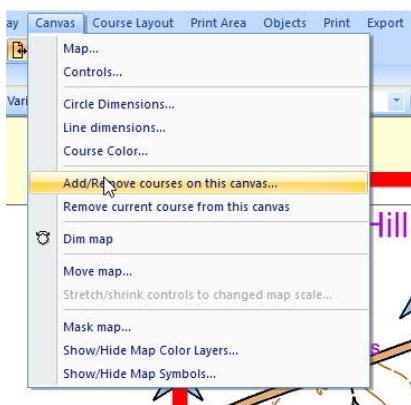 ay Canvas Course Layout Print Area Objects Print Export
Map...
Controls...
Vari
Circle Dimensions...
Line dimensions...
Course Color...
Add/Remove courses on this canvas...
Remove current course from this canvas
Hill
Dim map
Move map...
Stretch/shrink controls to changed map scale...
Mask map...
Show/Hide Map Color Layers...
s
Show/Hide Map Symbols...